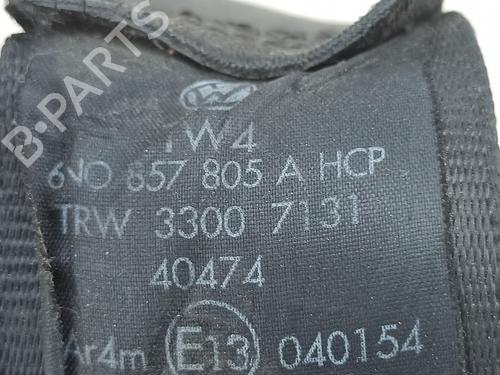 TW4
6N0 857 805 A HCP
TRW 3300 7131
40474
Ar4m E13 040154
B-PARTS